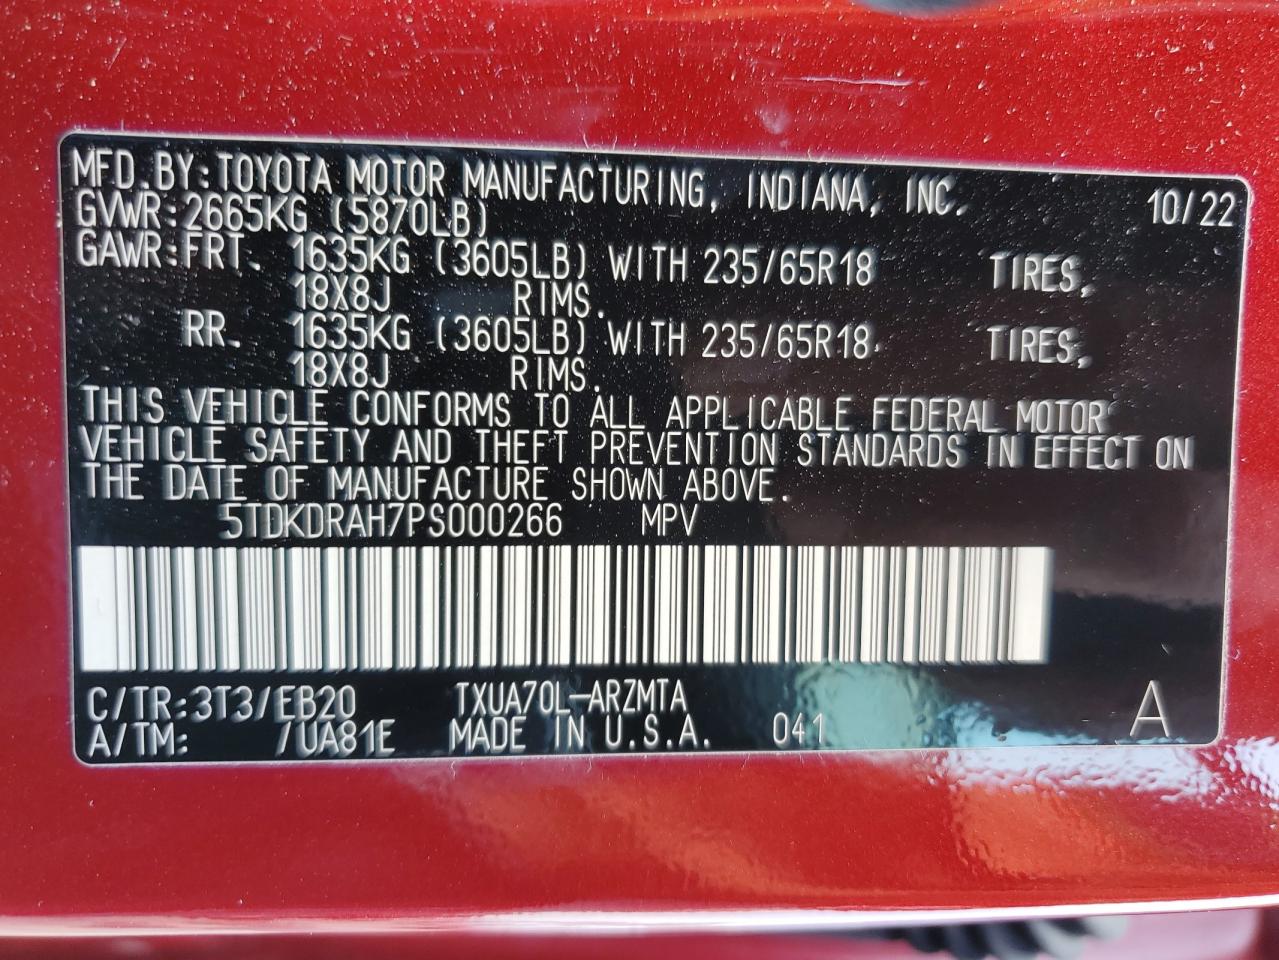 MFD.BY:TOYOTA MOTOR MANUFACTURING, INDIANA, INC. 10/22
GVWR:2665KG (5870LB)
GAWR:FRT. 1635KG (3605LB) WITH 235/65R18 TIRES,
18X8J RIMS.
RR. 1635KG (3605LB) WITH 235/65R18 TIRES,
18X8J RIMS.
THIS VEHICLE CONFORMS TO ALL APPLICABLE FEDERAL MOTOR
VEHICLE SAFETY AND THEFT PREVENTION STANDARDS IN EFFECT ON
THE DATE OF MANUFACTURE SHOWN ABOVE.
5TDKDRAH7PS000266 MPV
C/TR:3T3/EB20 TXUA70L-ARZMTA
A/TM: /UA81E MADE IN U.S.A. 041 A